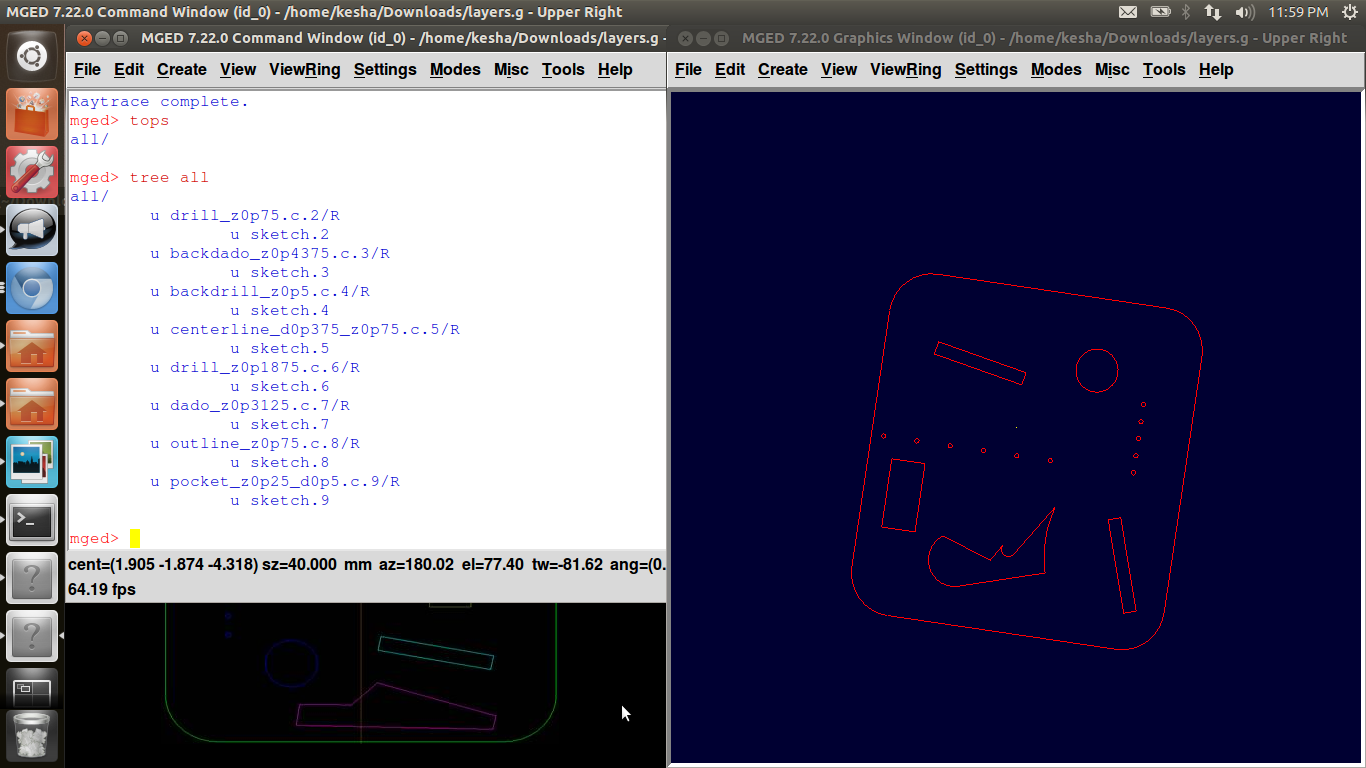 MGED 7.22.0 Command Window (id_0) - /home/kesha/Downloads/layers.g - Upper Right
11:59 PM
MGED 7.22.0 Command Window (id_0) - /home/kesha/Downloads/layers.g -
File Edit Create View ViewRing Settings Modes Misc Tools Help
Raytrace complete.
mged> tops
all/
mged> tree all
all/
u drill_z0p75.c.2/R
u sketch.2
u backdado_z0p4375.c.3/R
u sketch.3
u backdrill_z0p5.c.4/R
u sketch.4
u centerline_d0p375_z0p75.c.5/R
u sketch.5
u drill_z0p1875.c.6/R
u sketch.6
u dado_z0p3125.c.7/R
u sketch.7
u outline_z0p75.c.8/R
u sketch.8
u pocket_z0p25_d0p5.c.9/R
u sketch.9
mged>
cent=(1.905 -1.874 -4.318) sz=40.000 mm az=180.02 el=77.40 tw=-81.62 ang=(0.
64.19 fps
MGED 7.22.0 Graphics Window (id_0) - /home/kesha/Downloads/layers.g - Upper Right
File Edit Create View ViewRing Settings Modes Misc Tools Help